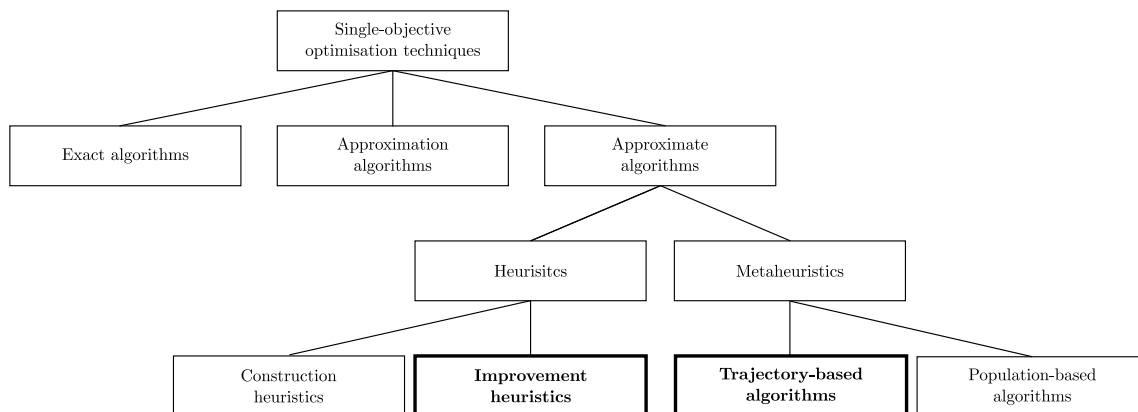 Single-objective
optimisation techniques
Exact algorithms
Approximation
algorithms
Approximate
algorithms
Heurisitcs
Metaheuristics
Construction
heuristics
Improvement
heuristics
Trajectory-based
algorithms
Population-based
algorithms